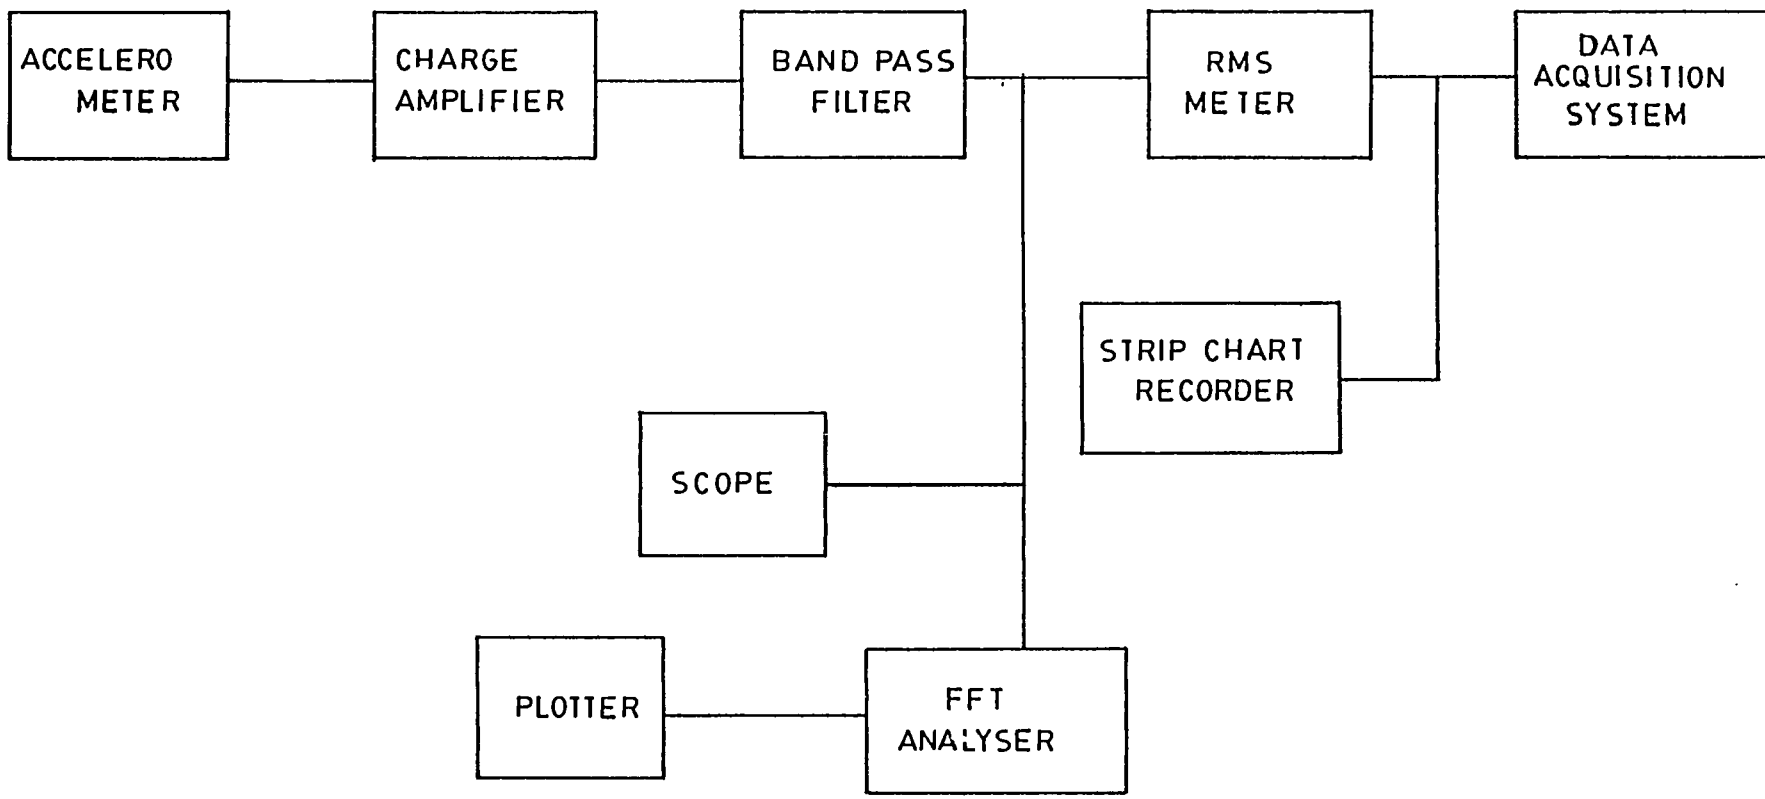 ACCELERO
METER
CHARGE
AMPLIFIER
BAND PASS
FILTER
RMS
METER
DATA
ACQUISITION
SYSTEM
STRIP CHART
RECORDER
SCOPE
PLOTTER
FFT
ANALYSER